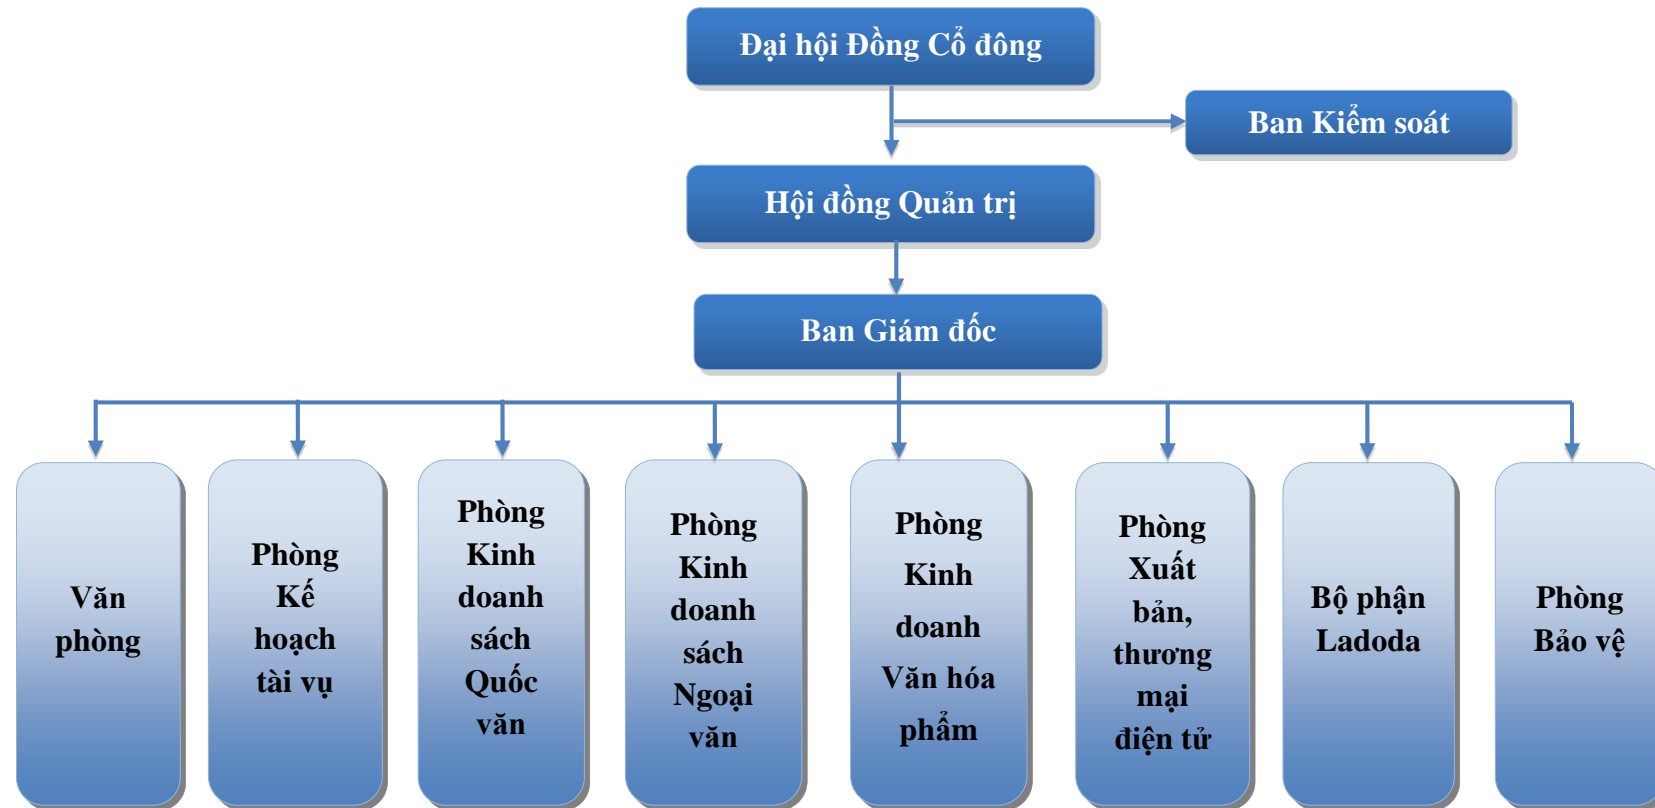 Đại hội Đồng Cổ đông
Ban Kiểm soát
Hội đồng Quản trị
Ban Giám đốc
Văn
phòng
Phòng
Kế
hoạch
tài vụ
Phòng
Kinh
doanh
sách
Quốc
văn
Phòng
Kinh
doanh
sách
Ngoại
văn
Phòng
Kinh
doanh
Văn hóa
phẩm
Phòng
Xuất
bản,
thương
mại
điện tử
Bộ phận
Ladoda
Phòng
Bảo vệ